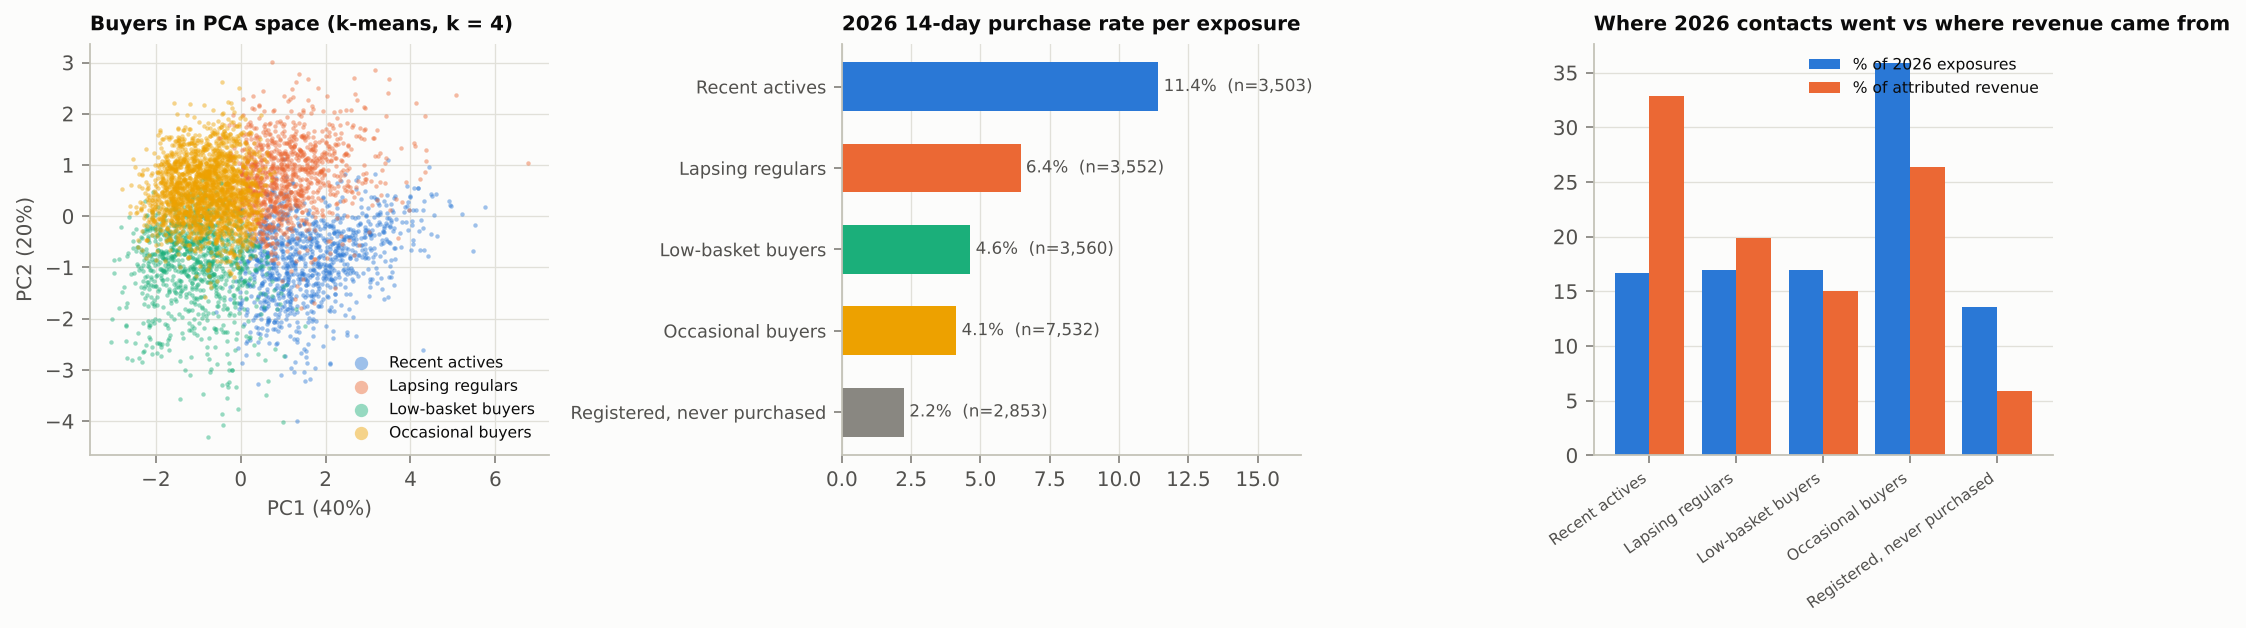 Buyers in PCA space (k-means, k = 4)
3
2
1
0
−1
−2
−3
−4
PC2 (20%)
Recent actives
Lapsing regulars
Low-basket buyers
Occasional buyers
−2
0
2
4
6
PC1 (40%)
2026 14-day purchase rate per exposure
Recent actives
11.4% (n=3,503)
Lapsing regulars
6.4% (n=3,552)
Low-basket buyers
4.6% (n=3,560)
Occasional buyers
4.1% (n=7,532)
Registered, never purchased
2.2% (n=2,853)
0.0
2.5
5.0
7.5
10.0
12.5
15.0
Where 2026 contacts went vs where revenue came from
% of 2026 exposures
% of attributed revenue
35
30
25
20
15
10
5
0
Recent actives
Lapsing regulars
Low-basket buyers
Occasional buyers
Registered, never purchased